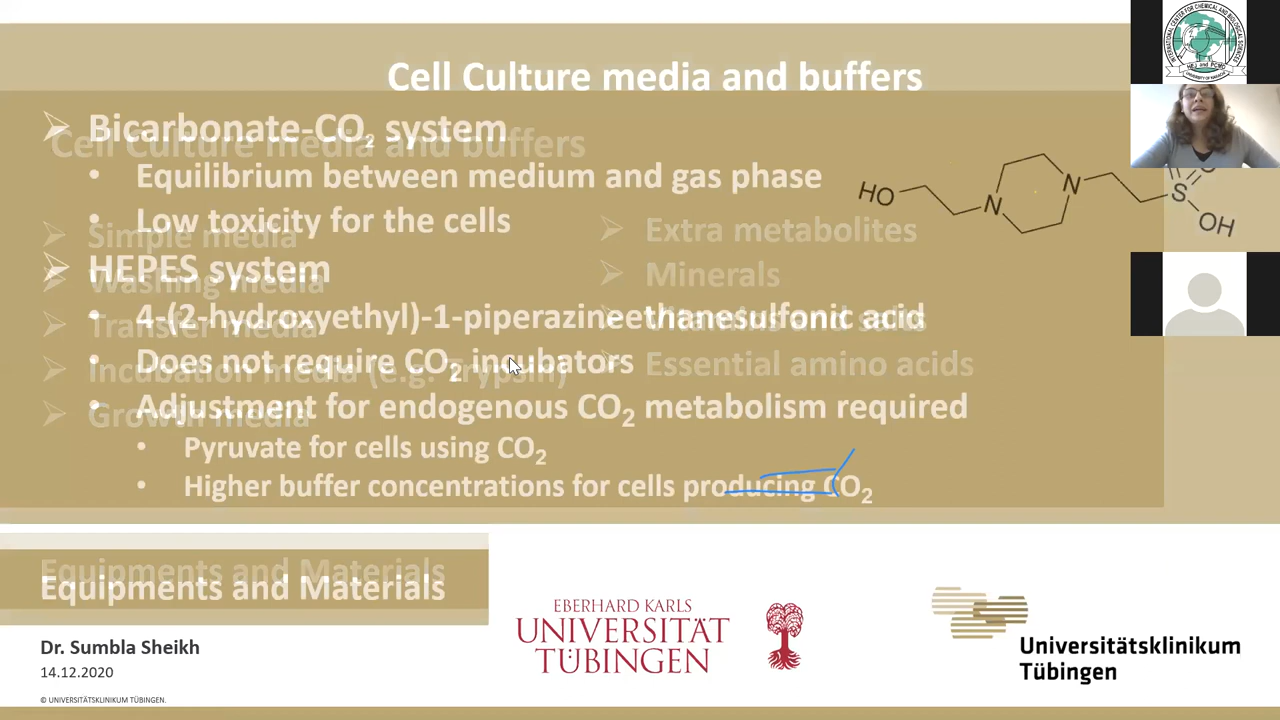 Cell Culture media and buffers
Bicarbonate-CO₂ system
Cell Culture media and buffers
Equilibrium between medium and gas phase
Low toxicity for the cells
Simple media
Extra metabolites
HEPES system
Washing media
Minerals
4-(2-hydroxyethyl)-1-piperazineethanesulfonic acid
Transfer media
Does not require CO₂ incubators
Incubation media (e.g. Trypsin)
Essential amino acids
Adjustment for endogenous CO₂ metabolism required
Growth media
Pyruvate for cells using CO₂
Higher buffer concentrations for cells producing CO₂
HO
N
N
S
OH
Equipments and Materials
Equipments and Materials
Dr. Sumbla Sheikh
14.12.2020
© UNIVERSITÄTSKLINIKUM TÜBINGEN.
EBERHARD KARLS
UNIVERSITÄT
TÜBINGEN
Universitätsklinikum
Tübingen